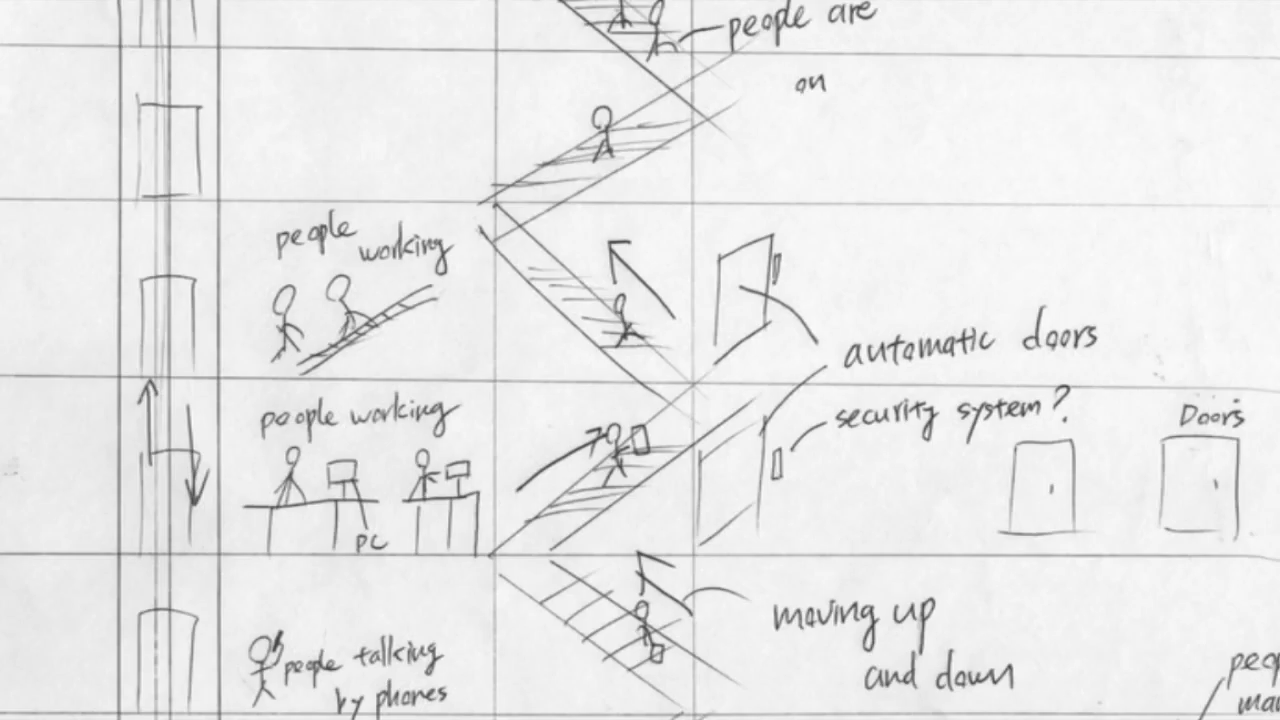 people are
on
people
working
automatic doors
people working
security system?
Doors
PC
moving up
and down
people talking
by phones